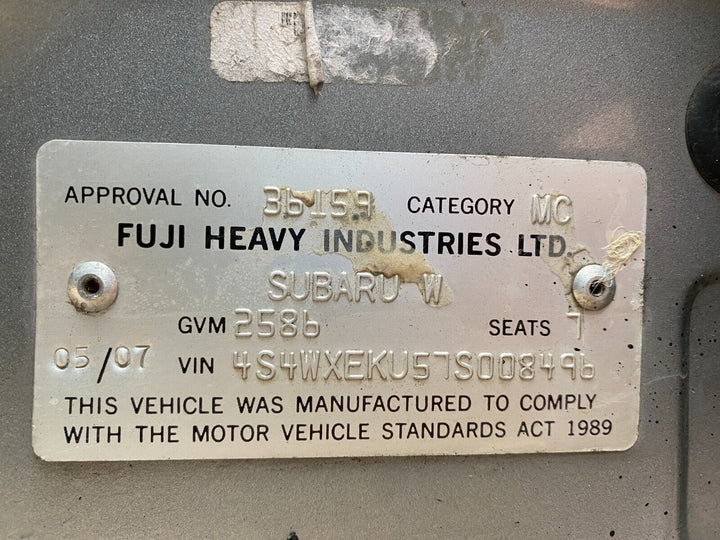 APPROVAL NO. 36159 CATEGORY MC
FUJI HEAVY INDUSTRIES LTD.
SUBARU W
GVM 2586 SEATS 7
05/07 VIN 4S4WXEKU57S008496
THIS VEHICLE WAS MANUFACTURED TO COMPLY
WITH THE MOTOR VEHICLE STANDARDS ACT 1989